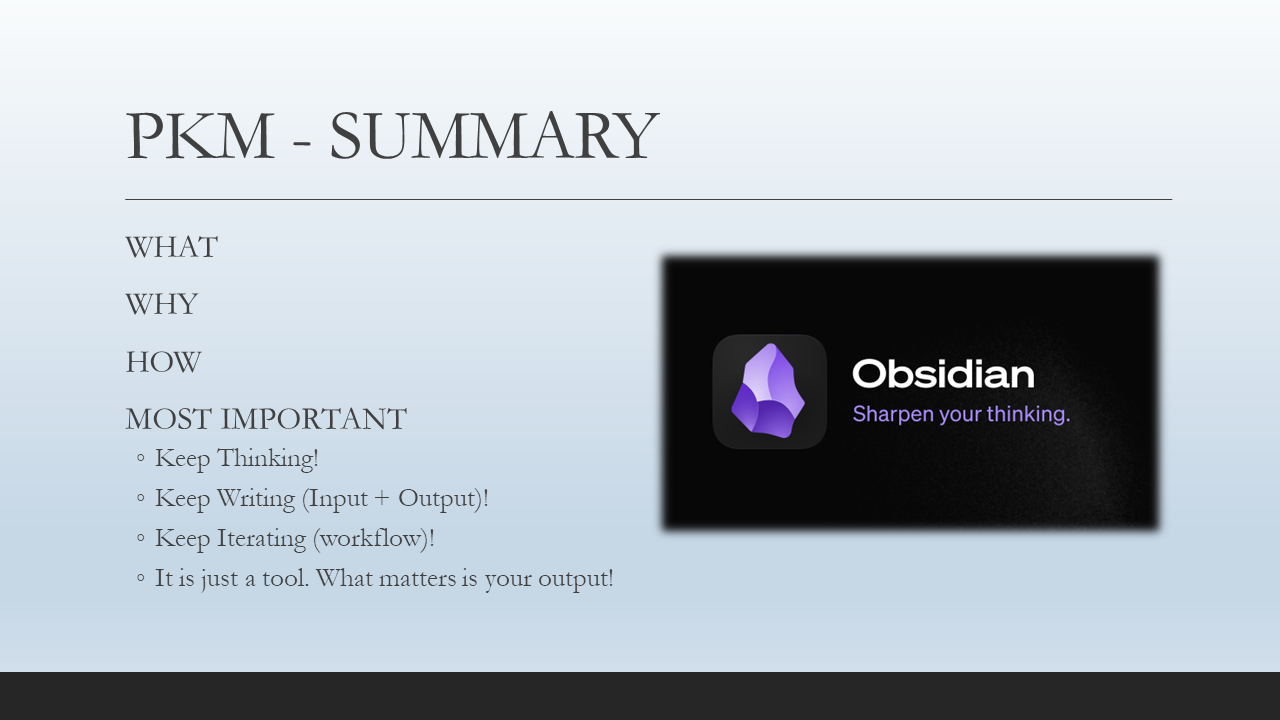 PKM - SUMMARY
WHAT
WHY
HOW
MOST IMPORTANT
◦ Keep Thinking!
◦ Keep Writing (Input + Output)!
◦ Keep Iterating (workflow)!
◦ It is just a tool. What matters is your output!
Obsidian
Sharpen your thinking.